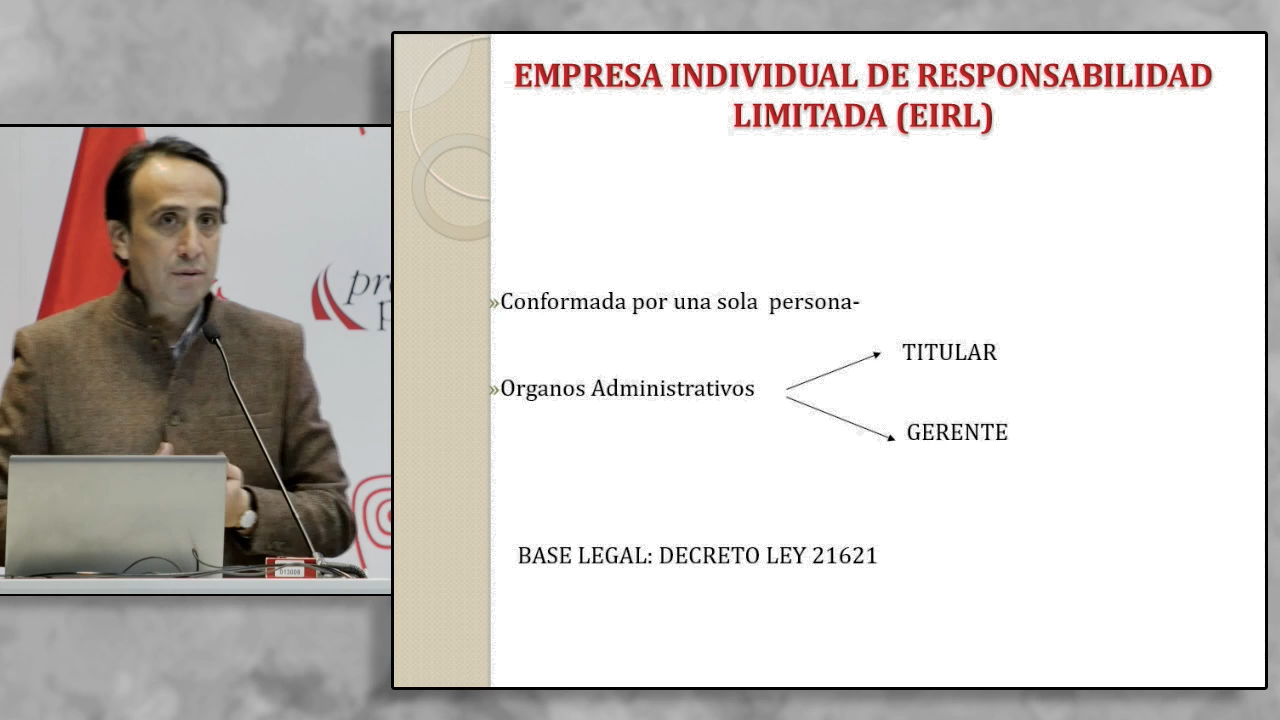 EMPRESA INDIVIDUAL DE RESPONSABILIDAD
LIMITADA (EIRL)
»Conformada por una sola persona-
TITULAR
»Organos Administrativos
GERENTE
BASE LEGAL: DECRETO LEY 21621